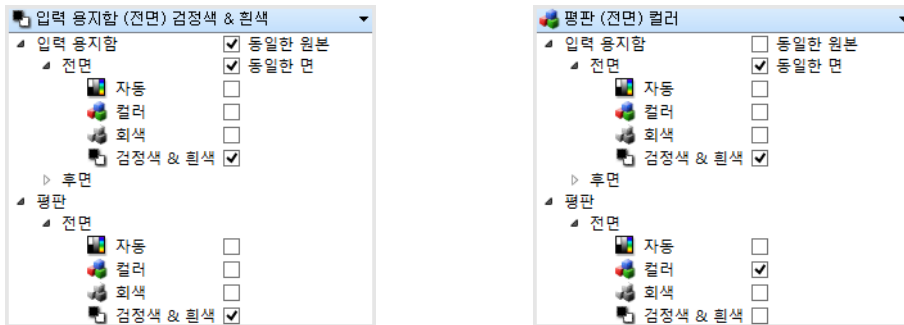 입력 용지함 (전면) 검정색 & 흰색
입력 용지함 동일한 원본
전면 동일한 면
자동
컬러
회색
검정색 & 흰색
후면
평판
전면
자동
컬러
회색
검정색 & 흰색
평판 (전면) 컬러
입력 용지함 동일한 원본
전면 동일한 면
자동
컬러
회색
검정색 & 흰색
후면
평판
전면
자동
컬러
회색
검정색 & 흰색